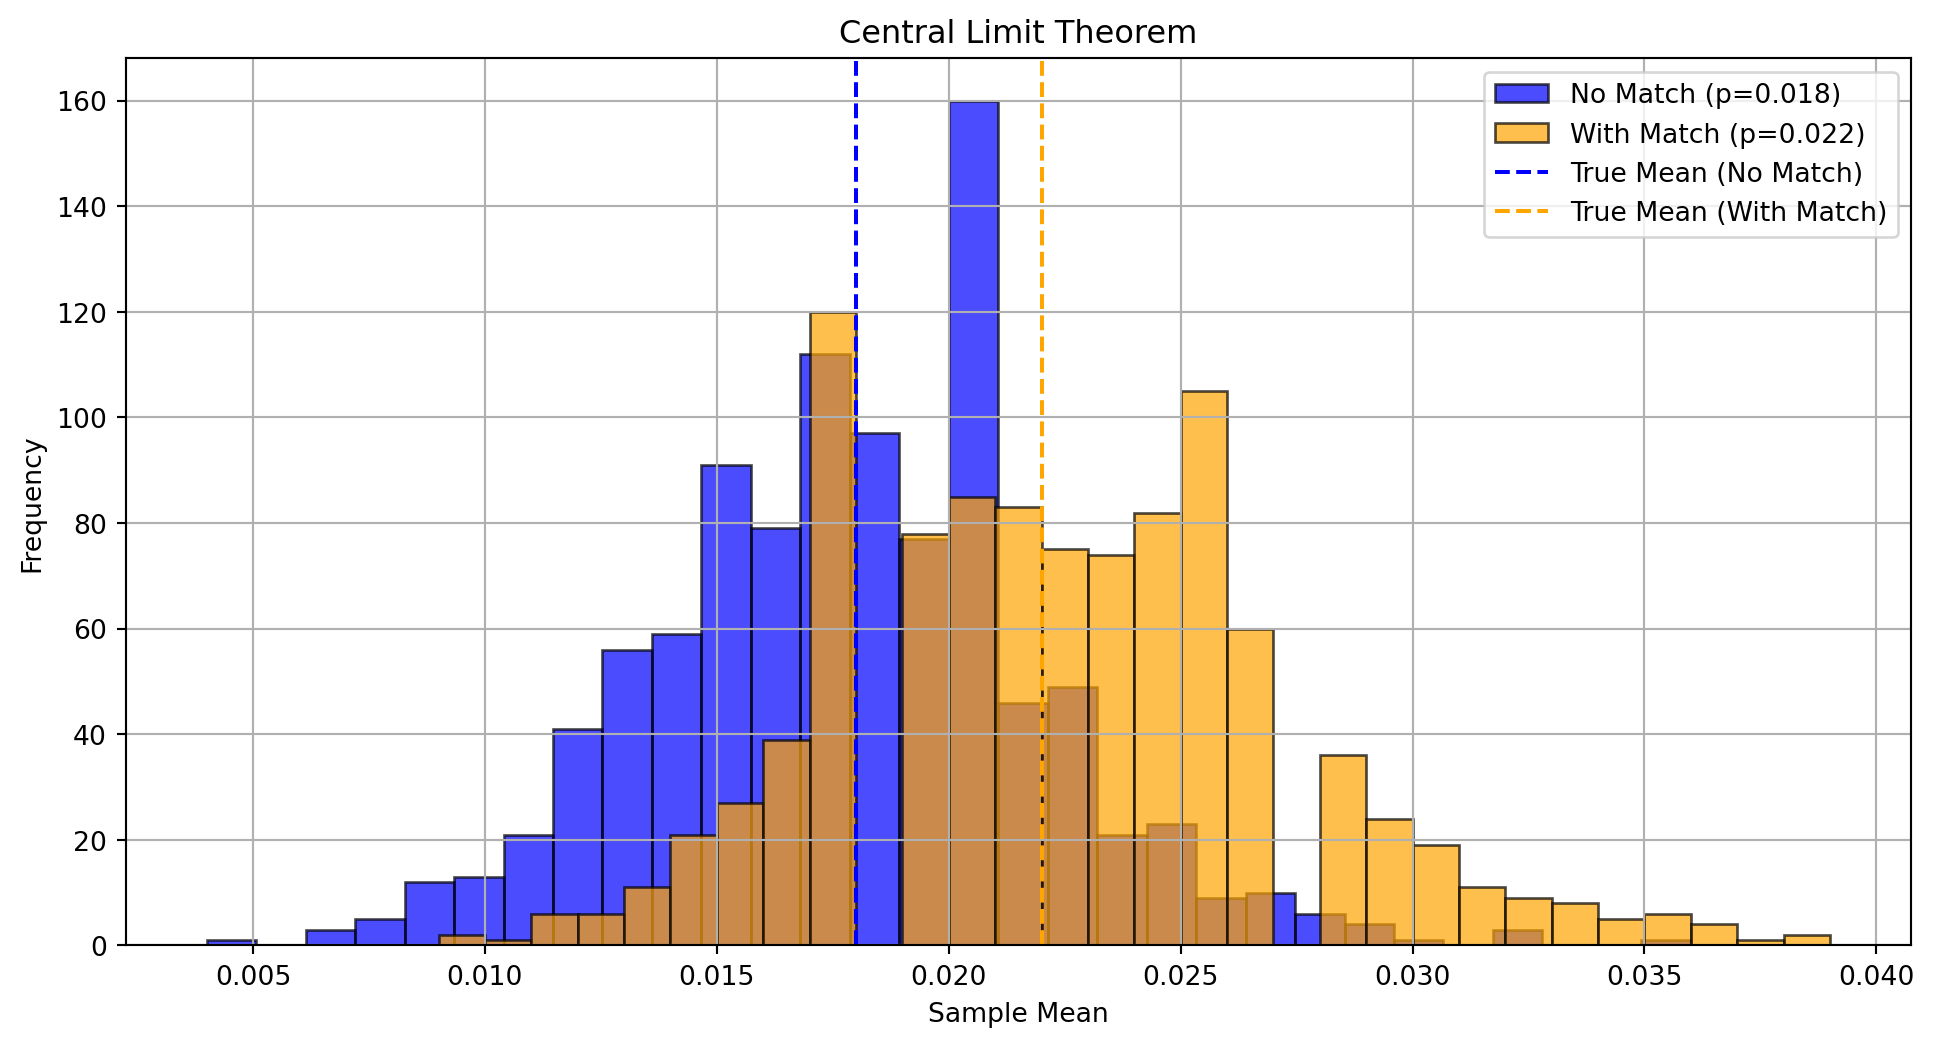 Central Limit Theorem
No Match (p=0.018)
With Match (p=0.022)
True Mean (No Match)
True Mean (With Match)
Frequency
160
140
120
100
80
60
40
20
0
0.005 0.010 0.015 0.020 0.025 0.030 0.035 0.040
Sample Mean